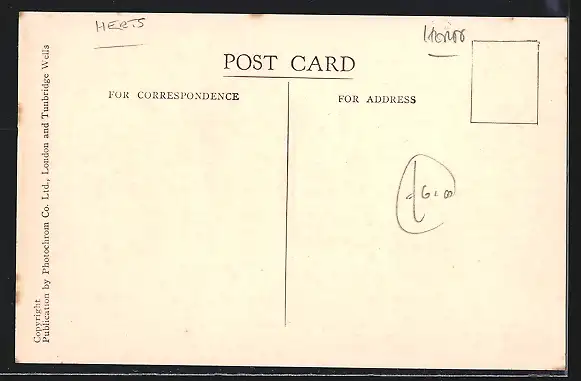 HERTS
POST CARD
FOR CORRESPONDENCE
FOR ADDRESS
Copyright
Publication by Photochrom Co. Ltd., London and Tunbridge Wells